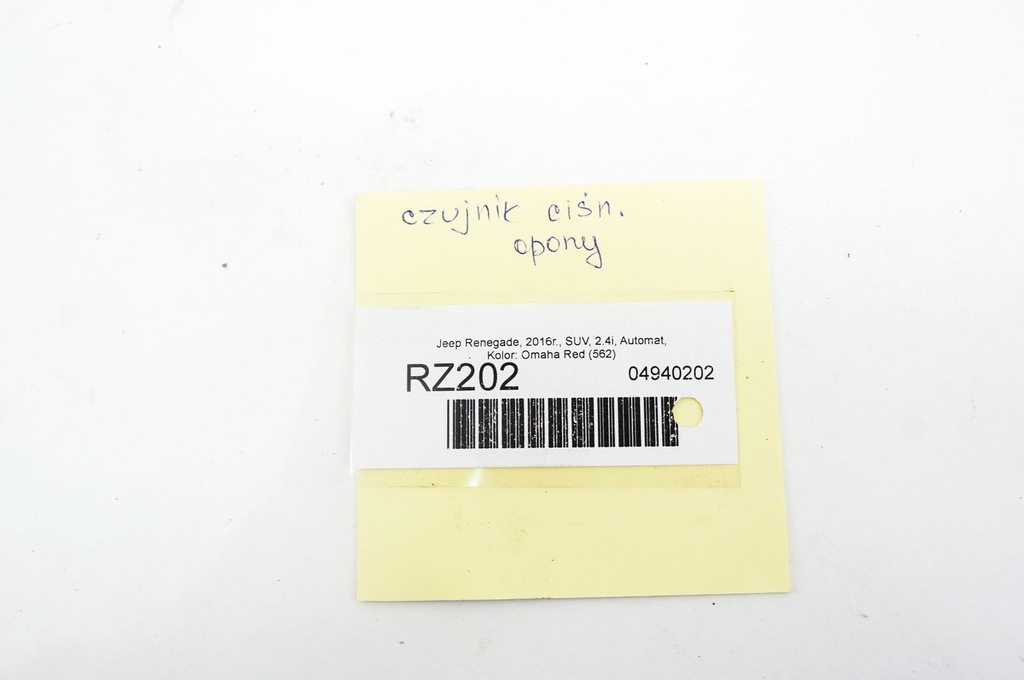 czujnik ciśn.
opony
Jeep Renegade, 2016r., SUV, 2.4i, Automat,
Kolor: Omaha Red (562)
RZ202 04940202